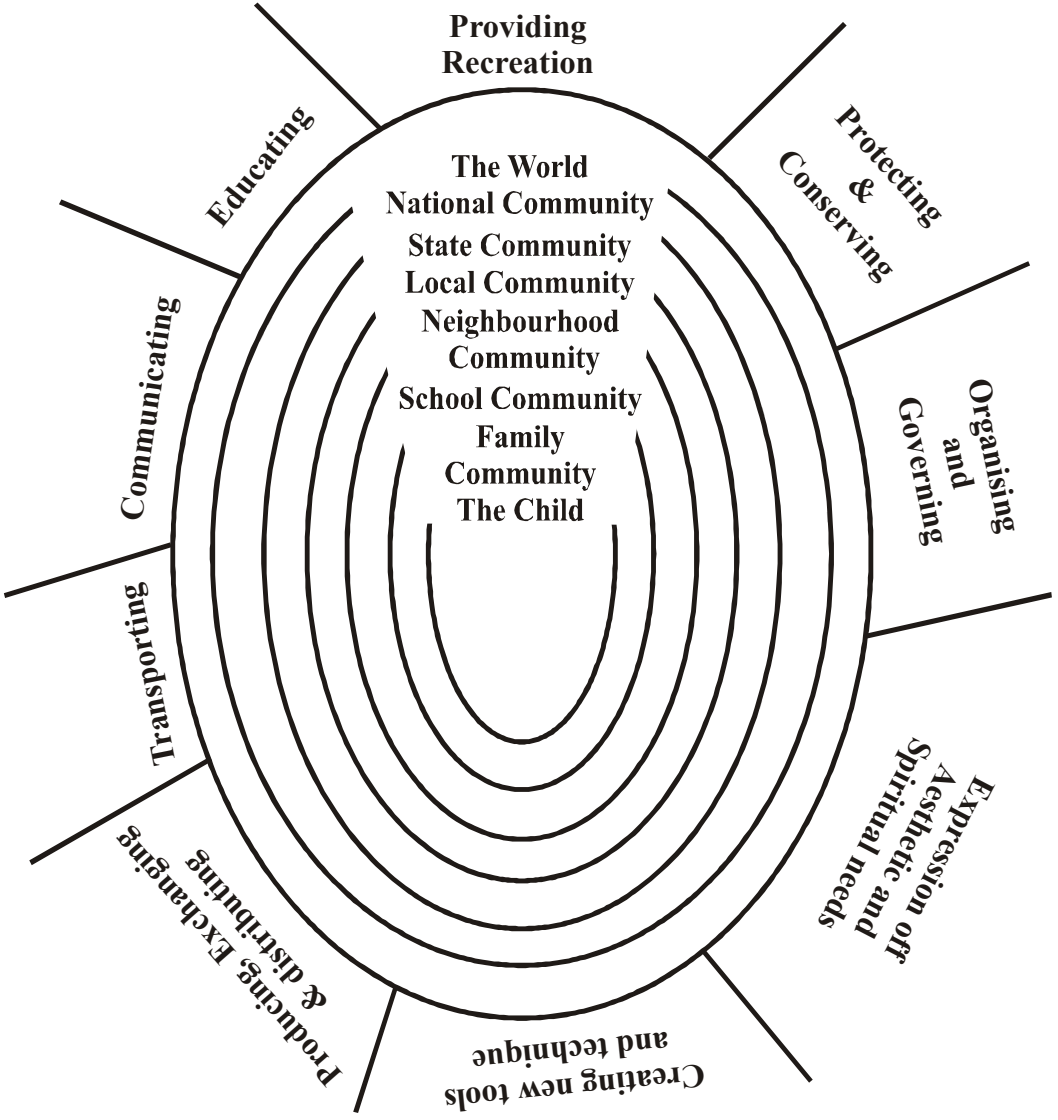 Providing
Recreation
Protecting
&
Conserving
Organising
and
Governing
Expression off
Aesthetic and
Spiritual needs
Creating new tools
and technique
Producing, Exchanging
& distributing
Transporting
Communicating
Educating
The World
National Community
State Community
Local Community
Neighbourhood
Community
School Community
Family
Community
The Child